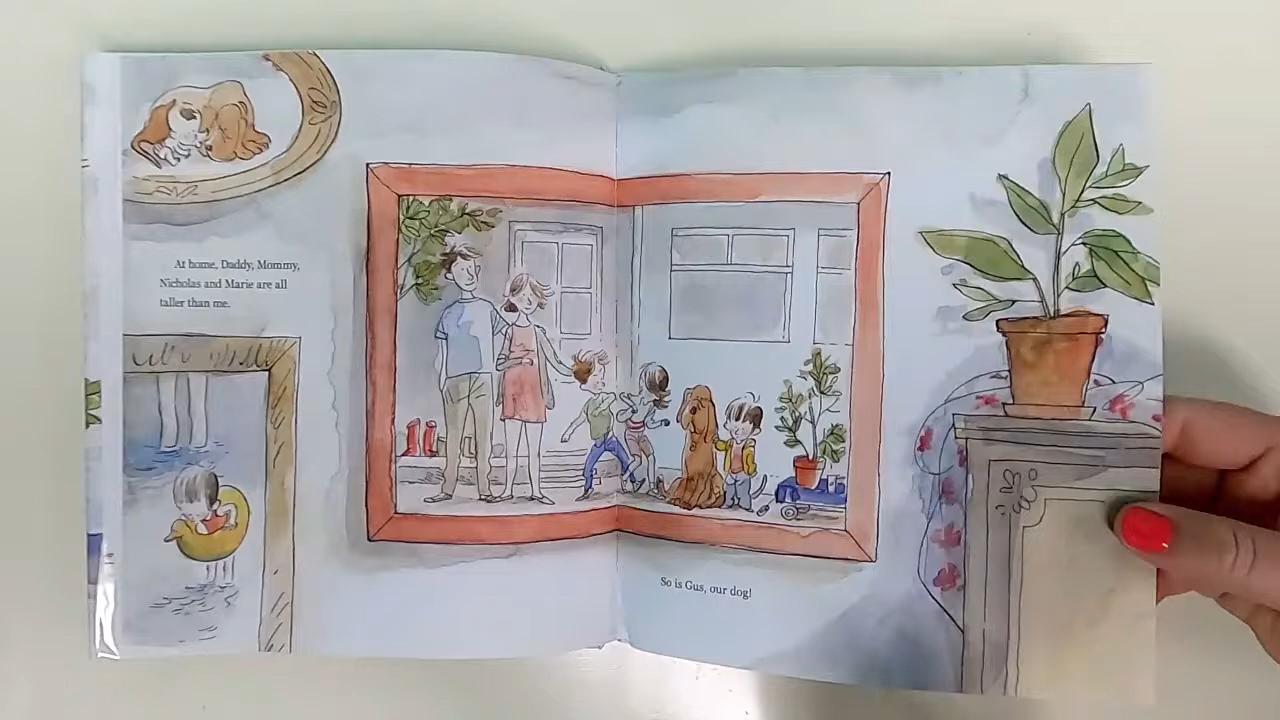 At home, Daddy, Mommy,
Nicholas and Marie are all
taller than me.
So is Gus, our dog!